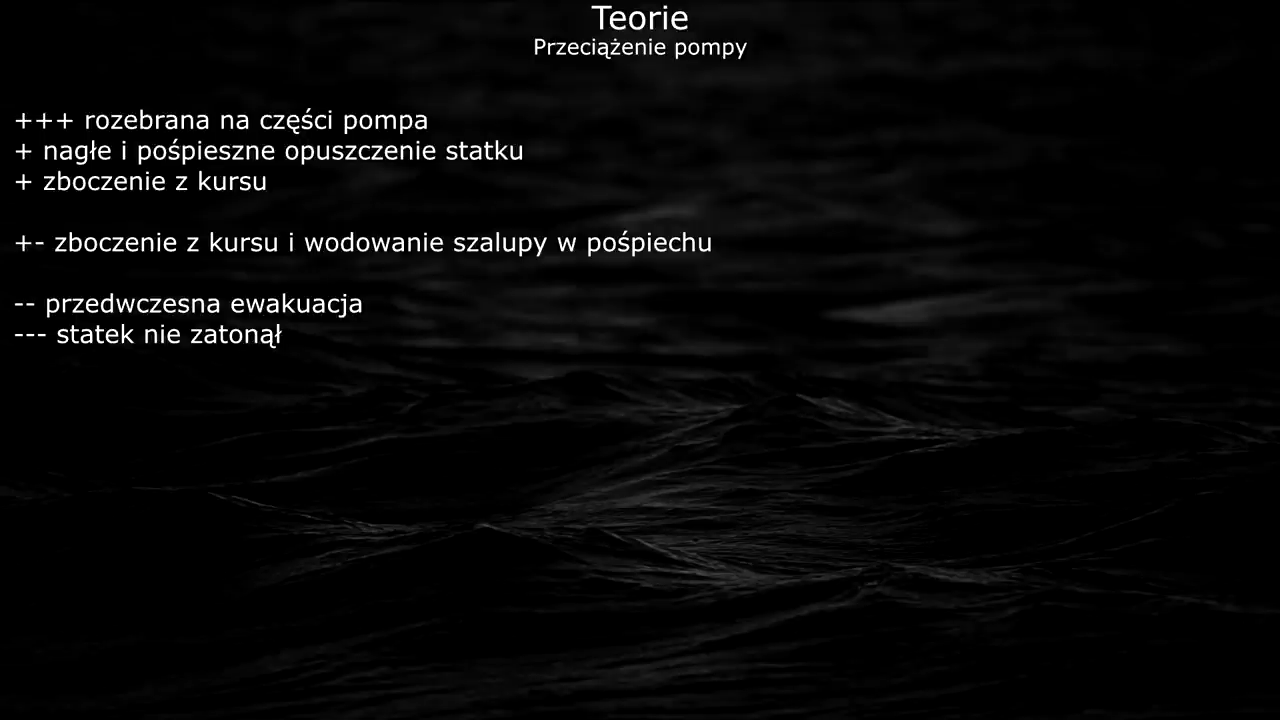 Teorie
Przeciążenie pompy
+++ rozebrana na części pompa
+ nagłe i pośpieszne opuszczenie statku
+ zboczenie z kursu
+- zboczenie z kursu i wodowanie szalupy w pośpiechu
-- przedwczesna ewakuacja
--- statek nie zatonął